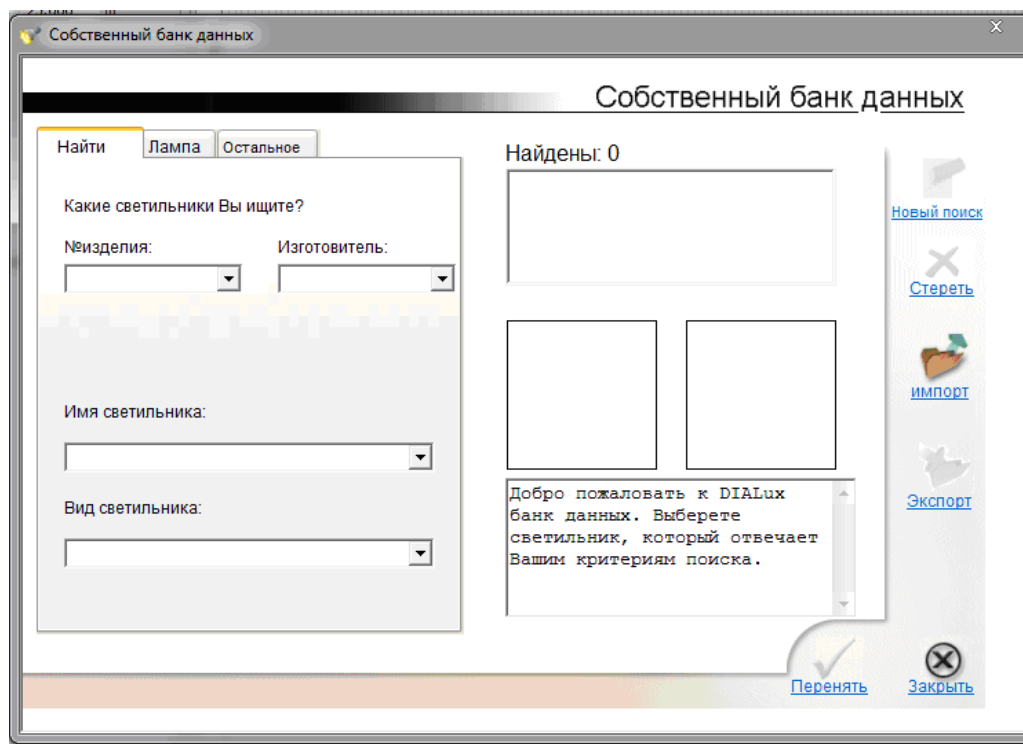 Собственный банк данных
X
Собственный банк данных
Найти
Лампа
Остальное
Какие светильники Вы ищите?
№изделия:
Изготовитель:
Имя светильника:
Вид светильника:
Найдены: 0
Добро пожаловать к DIALux
банк данных. Выберете
светильник, который отвечает
Вашим критериям поиска.
Новый поиск
Стереть
импорт
Экспорт
Перенять
Закрыть